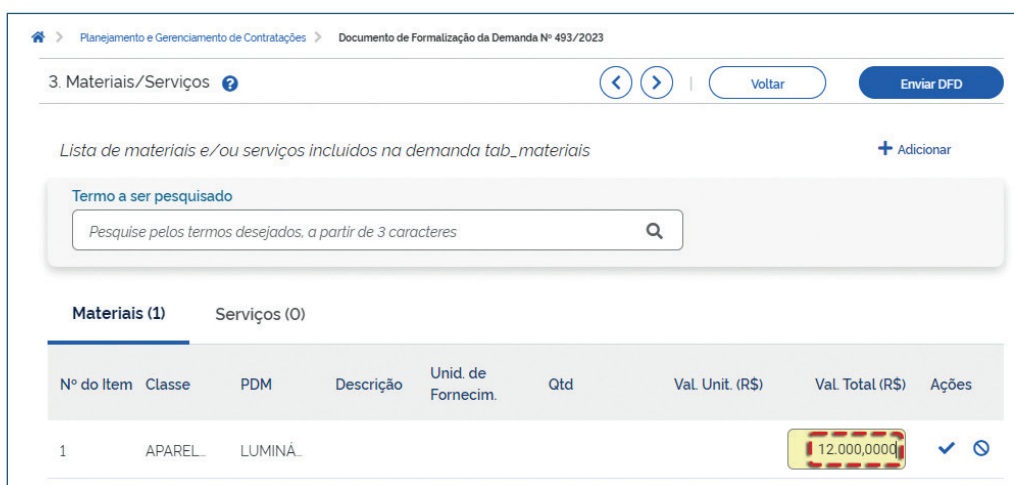 Planejamento e Gerenciamento de Contratações > Documento de Formalização da Demanda Nº 493/2023
3. Materiais/Serviços ? Voltar Enviar DFD
Lista de materiais e/ou serviços incluídos na demanda tab_materiais + Adicionar
Termo a ser pesquisado
Pesquise pelos termos desejados, a partir de 3 caracteres
Materiais (1) Serviços (0)
Nº do Item Classe PDM Descrição Unid. de Fornecim. Qtd Val. Unit. (R$) Val. Total (R$) Ações
1 APAREL... LUMINÁ... 12.000,0000